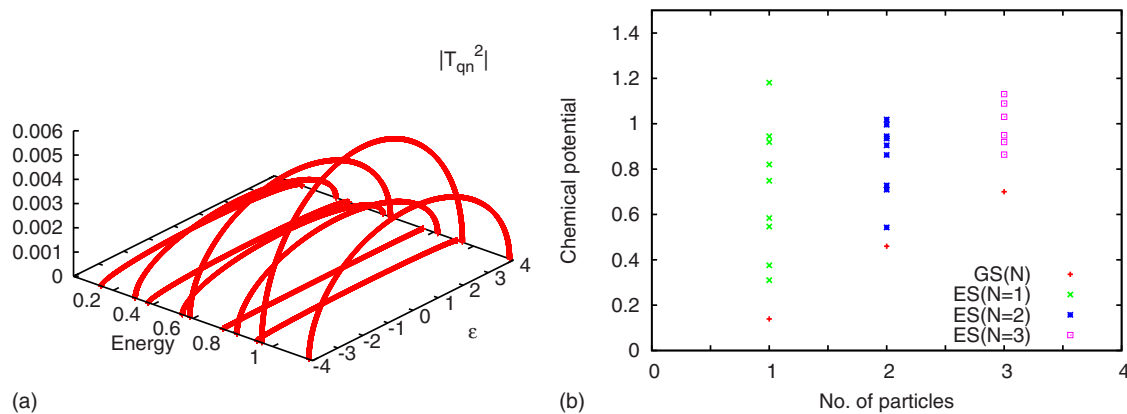 |Tqn²|
0.006
0.005
0.004
0.003
0.002
0.001
0
0.2
0.4
0.6
0.8
1
Energy
-4
-3
-2
-1
0
1
2
3
4
ε
(a)
1.4
1.2
1
0.8
0.6
0.4
0.2
0
Chemical potential
GS(N)
ES(N=1)
ES(N=2)
ES(N=3)
0 1 2 3 4
No. of particles
(b)